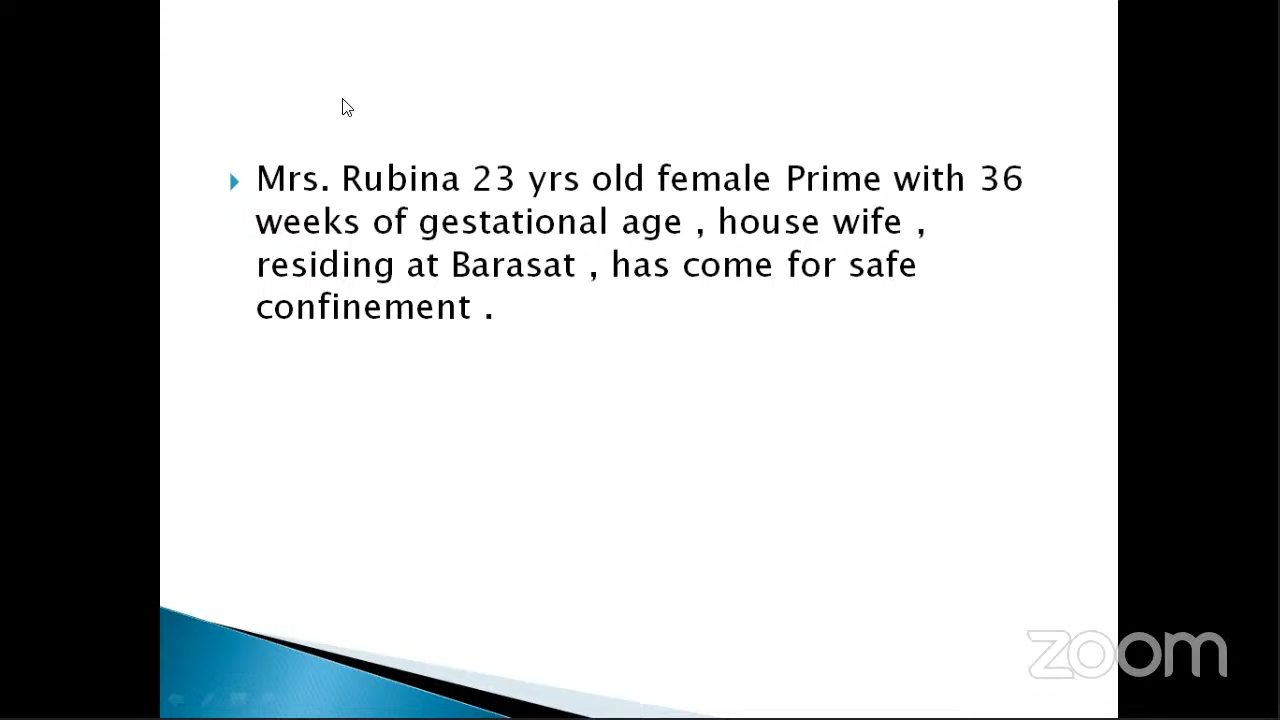 Mrs. Rubina 23 yrs old female Prime with 36
weeks of gestational age , house wife ,
residing at Barasat , has come for safe
confinement .
zoom